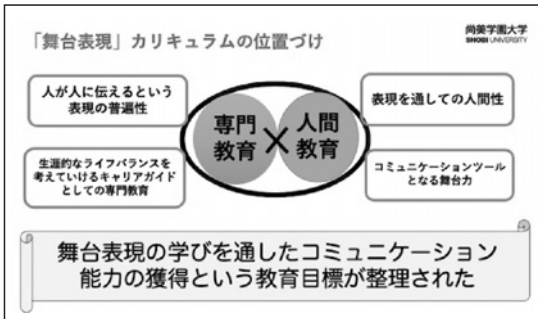 「舞台表現」カリキュラムの位置づけ
尚美学園大学
SHOBI UNIVERSITY
人が人に伝えるという
表現の普遍性
生涯的なライフバランスを
考えていけるキャリアガイド
としての専門教育
専門
教育
×
人間
教育
表現を通しての人間性
コミュニケーションツール
となる舞台力
舞台表現の学びを通したコミュニケーション
能力の獲得という教育目標が整理された